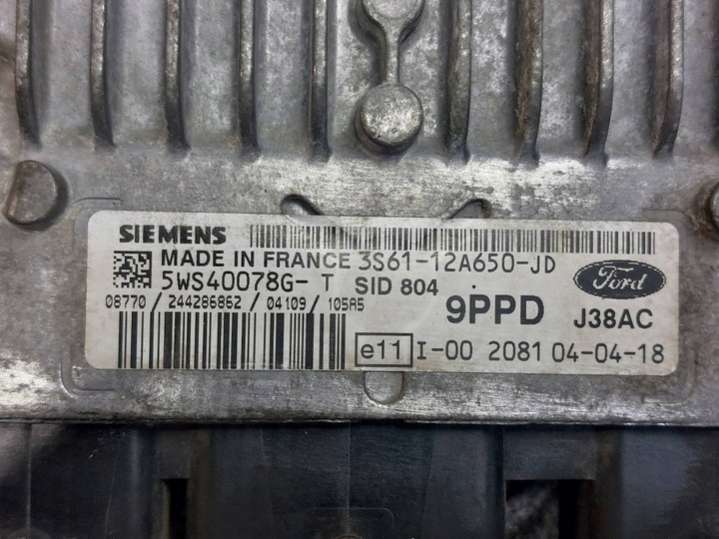 SIEMENS
MADE IN FRANCE 3S61-12A650-JD
5WS40078G- T SID 804
Ford
08770 / 244286862 / 04109 / 105A5
9PPD J38AC
e11 I-00 2081 04-04-18